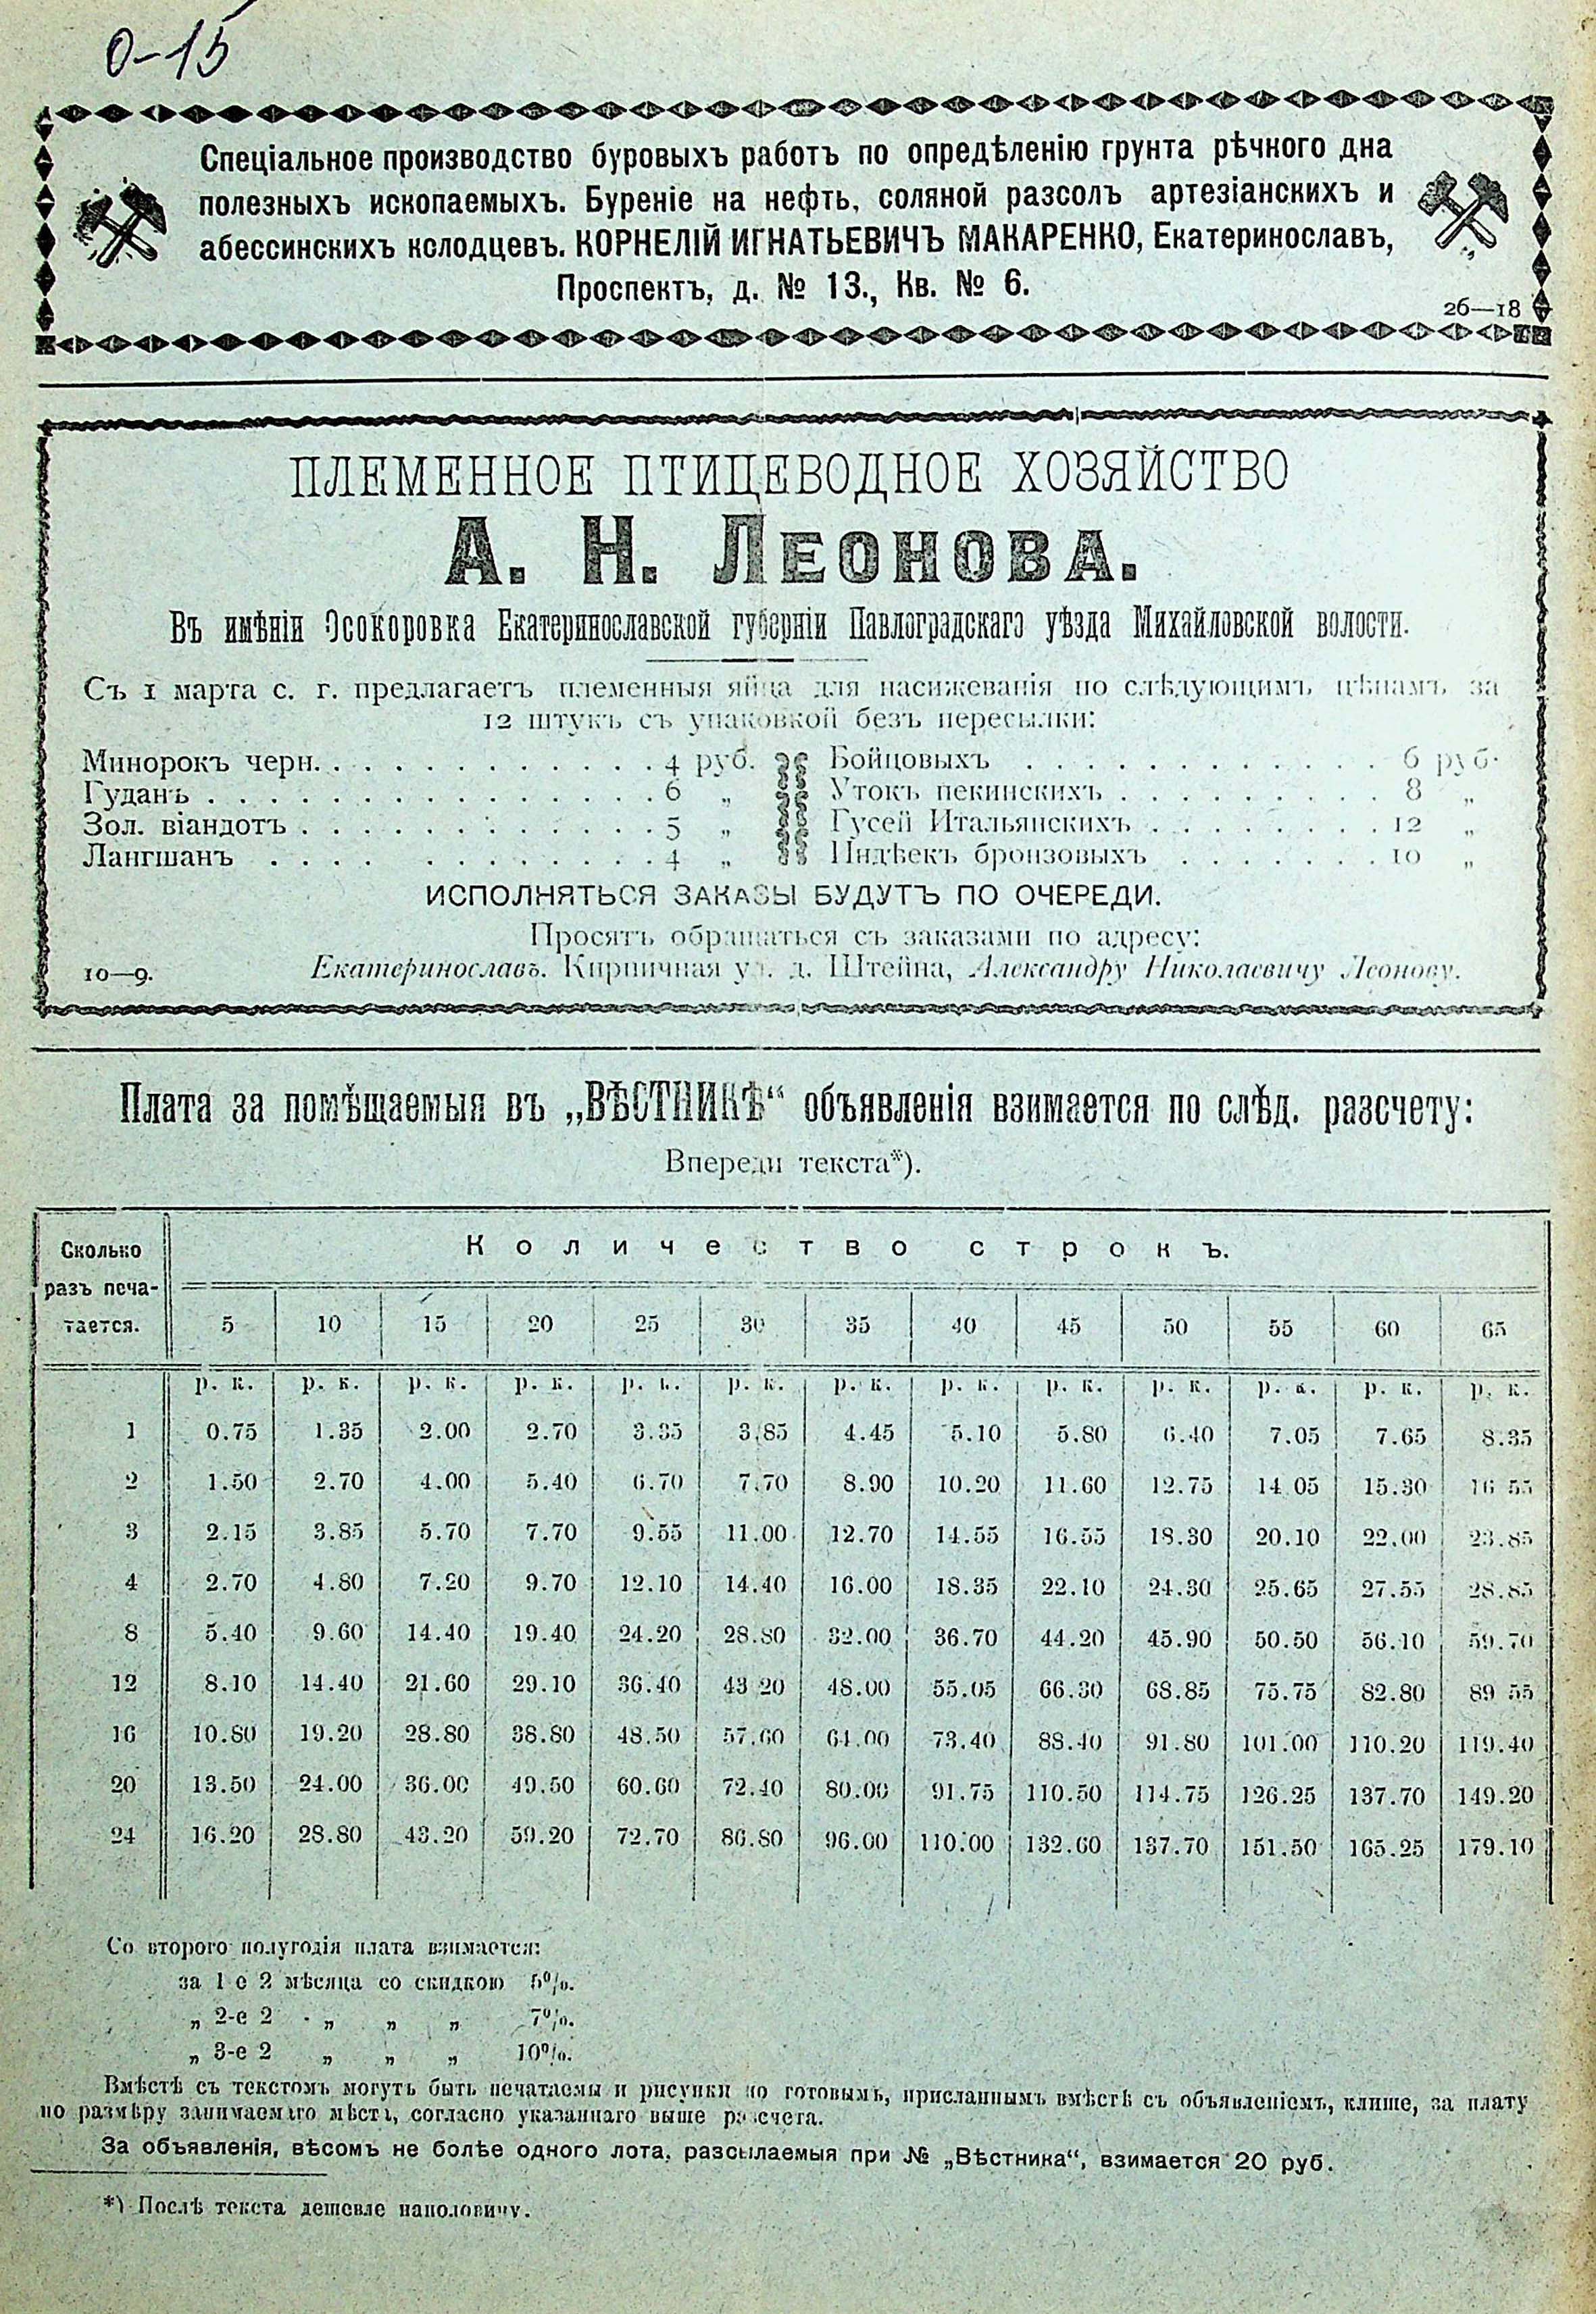 0-15
Спеціальное производство буровыхъ работъ по опредѣленію грунта рѣчного дна
полезныхъ ископаемыхъ. Буреніе на нефть, соляной разсолъ артезіанскихъ и
абессинскихъ колодцевъ. КОРНЕЛІЙ ИГНАТЬЕВИЧЪ МАКАРЕНКО, Екатеринославъ,
Проспектъ, д. № 13., Кв. № 6.
26—18
ПЛЕМЕННОЕ ПТИЦЕВОДНОЕ ХОЗЯЙСТВО
А. Н. ЛЕОНОВА.
Въ имѣніи Осокоровка Екатеринославской губерніи Павлоградскаго уѣзда Михайловской волости.
Съ 1 марта с. г. предлагаетъ племенныя яйца для насиживанія по слѣдующимъ цѣнамъ за
12 штукъ съ упаковкой безъ пересылки:
Минорокъ черн. . . . . . . . . . . . 4 руб. Бойцовыхъ . . . . . . . . . . . . 6 руб.
Гуданъ . . . . . . . . . . . . . . . 6 „ Утокъ пекинскихъ . . . . . . . . . 8 „
Зол. віандотъ . . . . . . . . . . . . 5 „ Гусей Итальянскихъ . . . . . . . . 12 „
Лангшанъ . . . . . . . . . . . . 4 „ Индѣекъ бронзовыхъ . . . . . . . 10 „
ИСПОЛНЯТЬСЯ ЗАКАЗЫ БУДУТЪ ПО ОЧЕРЕДИ.
Просятъ обращаться съ заказами по адресу:
10—9. Екатеринославъ. Кирпичная ул. д. Штейна, Александру Николаевичу Леонову.
Плата за помѣщаемыя въ „ВѢСТНИКѢ“ объявленія взимается по слѣд. разсчету:
Впереди текста*).
Сколько разъ печатается. Количество строкъ.
5 10 15 20 25 30 35 40 45 50 55 60 65
р. к. р. к. р. к. р. к. р. к. р. к. р. к. р. к. р. к. р. к. р. к. р. к. р. к.
1 0.75 1.35 2.00 2.70 3.35 3.85 4.45 5.10 5.80 6.40 7.05 7.65 8.35
2 1.50 2.70 4.00 5.40 6.70 7.70 8.90 10.20 11.60 12.75 14 05 15.30 16 55
3 2.15 3.85 5.70 7.70 9.55 11.00 12.70 14.55 16.55 18.30 20.10 22.00 23.85
4 2.70 4.80 7.20 9.70 12.10 14.40 16.00 18.35 22.10 24.30 25.65 27.55 28.85
8 5.40 9.60 14.40 19.40 24.20 28.80 32.00 36.70 44.20 45.90 50.50 56.10 59.70
12 8.10 14.40 21.60 29.10 36.40 43 20 48.00 55.05 66.30 68.85 75.75 82.80 89 55
16 10.80 19.20 28.80 38.80 48.50 57.60 64.00 73.40 88.40 91.80 101.00 110.20 119.40
20 13.50 24.00 36.00 49.50 60.60 72.40 80.00 91.75 110.50 114.75 126.25 137.70 149.20
24 16.20 28.80 43.20 59.20 72.70 86.80 96.00 110.00 132.60 137.70 151.50 165.25 179.10
Со второго полугодія плата взимается:
за 1 е 2 мѣсяца со скидкою 5%.
„ 2-е 2 „ „ „ 7%.
„ 3-е 2 „ „ „ 10%.
Вмѣстѣ съ текстомъ могутъ быть печатаемы и рисунки по готовымъ, присланнымъ вмѣстѣ съ объявленіемъ, клише, за плату
по размѣру занимаемаго мѣста, согласно указаннаго выше разсчета.
За объявленія, вѣсомъ не болѣе одного лота, разсылаемыя при № „Вѣстника“, взимается 20 руб.
*) Послѣ текста дешевле наполовину.